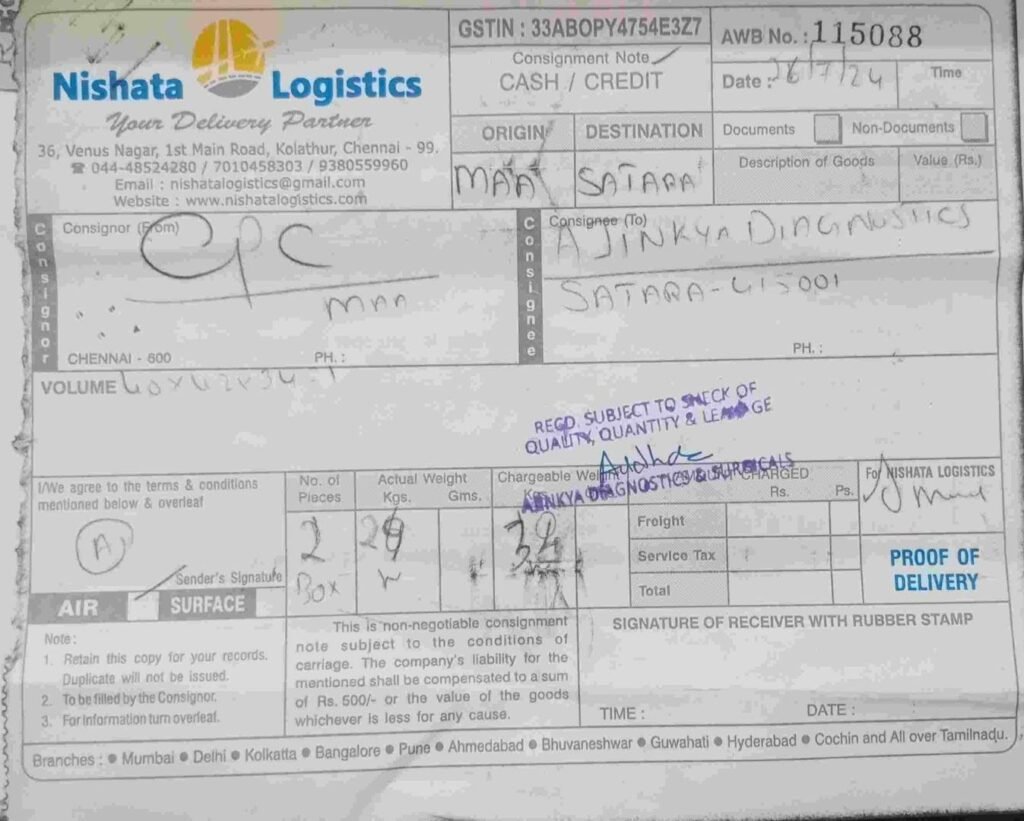 Nishata Logistics
Your Delivery Partner
36, Venus Nagar, 1st Main Road, Kolathur, Chennai - 99.
☎ 044-48524280 / 7010458303 / 9380559960
Email : nishatalogistics@gmail.com
Website : www.nishatalogistics.com
GSTIN : 33ABOPY4754E3Z7
Consignment Note
CASH / CREDIT
AWB No. : 115088
Date : 26/7/24
Time
ORIGIN
DESTINATION
MAA
SATARA
Documents
Non-Documents
Description of Goods
Value (Rs.)
Consignor
Consignor (From)
CPC
MAA
CHENNAI - 600
PH. :
Consignee
Consignee (To)
AJINKYA DIAGNOSTICS
SATARA - 415001
PH. :
VOLUME 40x42x34-1
REGD. SUBJECT TO CHECK OF
QUALITY, QUANTITY & LEAKAGE
AJINKYA DIAGNOSTICS & SURGICALS
I/We agree to the terms & conditions
mentioned below & overleaf
A
Sender's Signature
AIR
SURFACE
No. of Pieces
2
Box
Actual Weight
Kgs.
Gms.
29
Chargeable Weight
CHARGED
Rs.
Ps.
Freight
Service Tax
Total
For NISHATA LOGISTICS
PROOF OF
DELIVERY
Note:
1. Retain this copy for your records.
Duplicate will not be issued.
2. To be filled by the Consignor.
3. For Information turn overleaf.
This is non-negotiable consignment
note subject to the conditions of
carriage. The company's liability for the
mentioned shall be compensated to a sum
of Rs. 500/- or the value of the goods
whichever is less for any cause.
SIGNATURE OF RECEIVER WITH RUBBER STAMP
TIME :
DATE :
Branches : ● Mumbai ● Delhi ● Kolkatta ● Bangalore ● Pune ● Ahmedabad ● Bhuvaneshwar ● Guwahati ● Hyderabad ● Cochin and All over Tamilnadu.